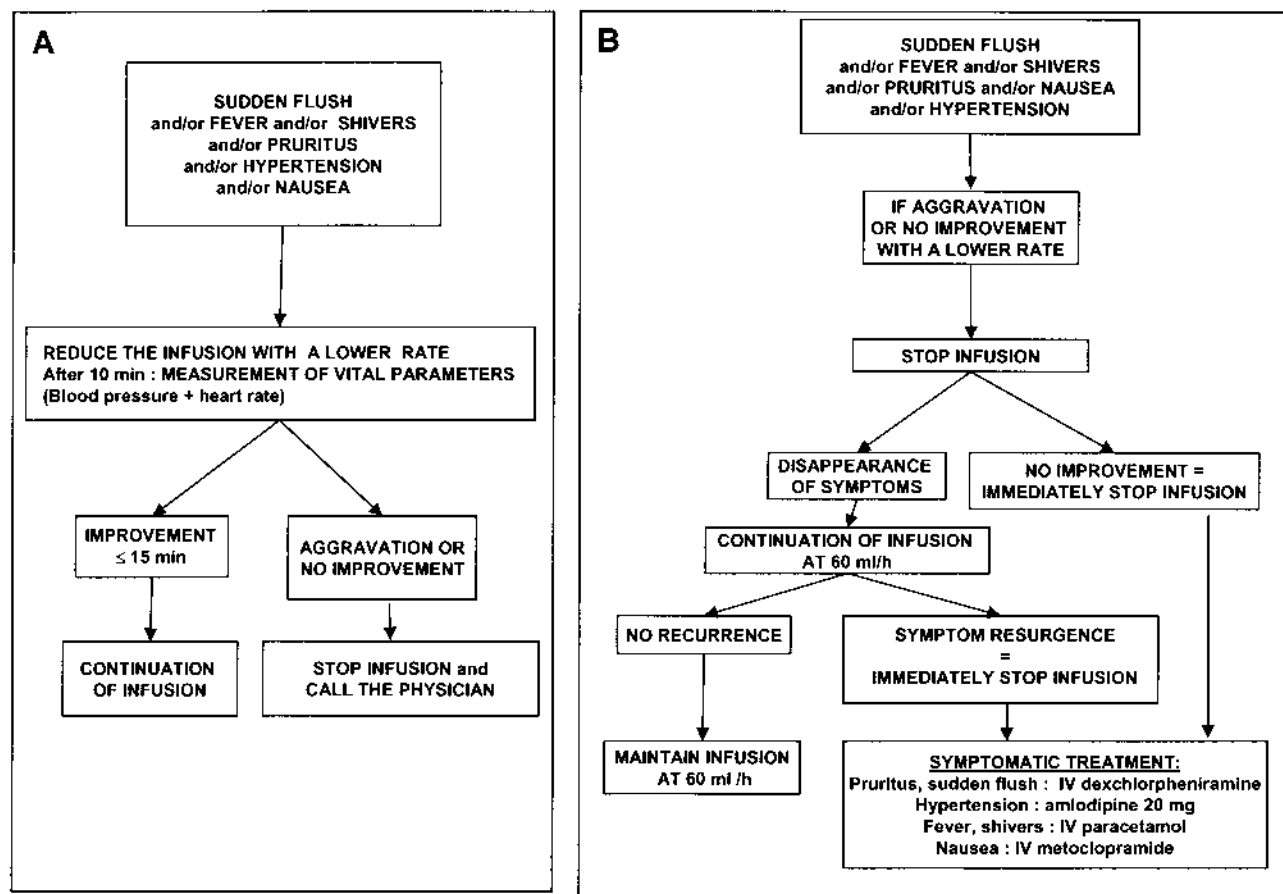 A
SUDDEN FLUSH
and/or FEVER and/or SHIVERS
and/or PRURITUS
and/or HYPERTENSION
and/or NAUSEA
REDUCE THE INFUSION WITH A LOWER RATE
After 10 min : MEASUREMENT OF VITAL PARAMETERS
(Blood pressure + heart rate)
IMPROVEMENT
≤ 15 min
AGGRAVATION OR
NO IMPROVEMENT
CONTINUATION
OF INFUSION
STOP INFUSION and
CALL THE PHYSICIAN
B
SUDDEN FLUSH
and/or FEVER and/or SHIVERS
and/or PRURITUS and/or NAUSEA
and/or HYPERTENSION
IF AGGRAVATION
OR NO IMPROVEMENT
WITH A LOWER RATE
STOP INFUSION
DISAPPEARANCE
OF SYMPTOMS
NO IMPROVEMENT =
IMMEDIATELY STOP INFUSION
CONTINUATION OF INFUSION
AT 60 ml/h
NO RECURRENCE
SYMPTOM RESURGENCE
=
IMMEDIATELY STOP INFUSION
MAINTAIN INFUSION
AT 60 ml /h
SYMPTOMATIC TREATMENT:
Pruritus, sudden flush : IV dexchlorpheniramine
Hypertension : amlodipine 20 mg
Fever, shivers : IV paracetamol
Nausea : IV metoclopramide